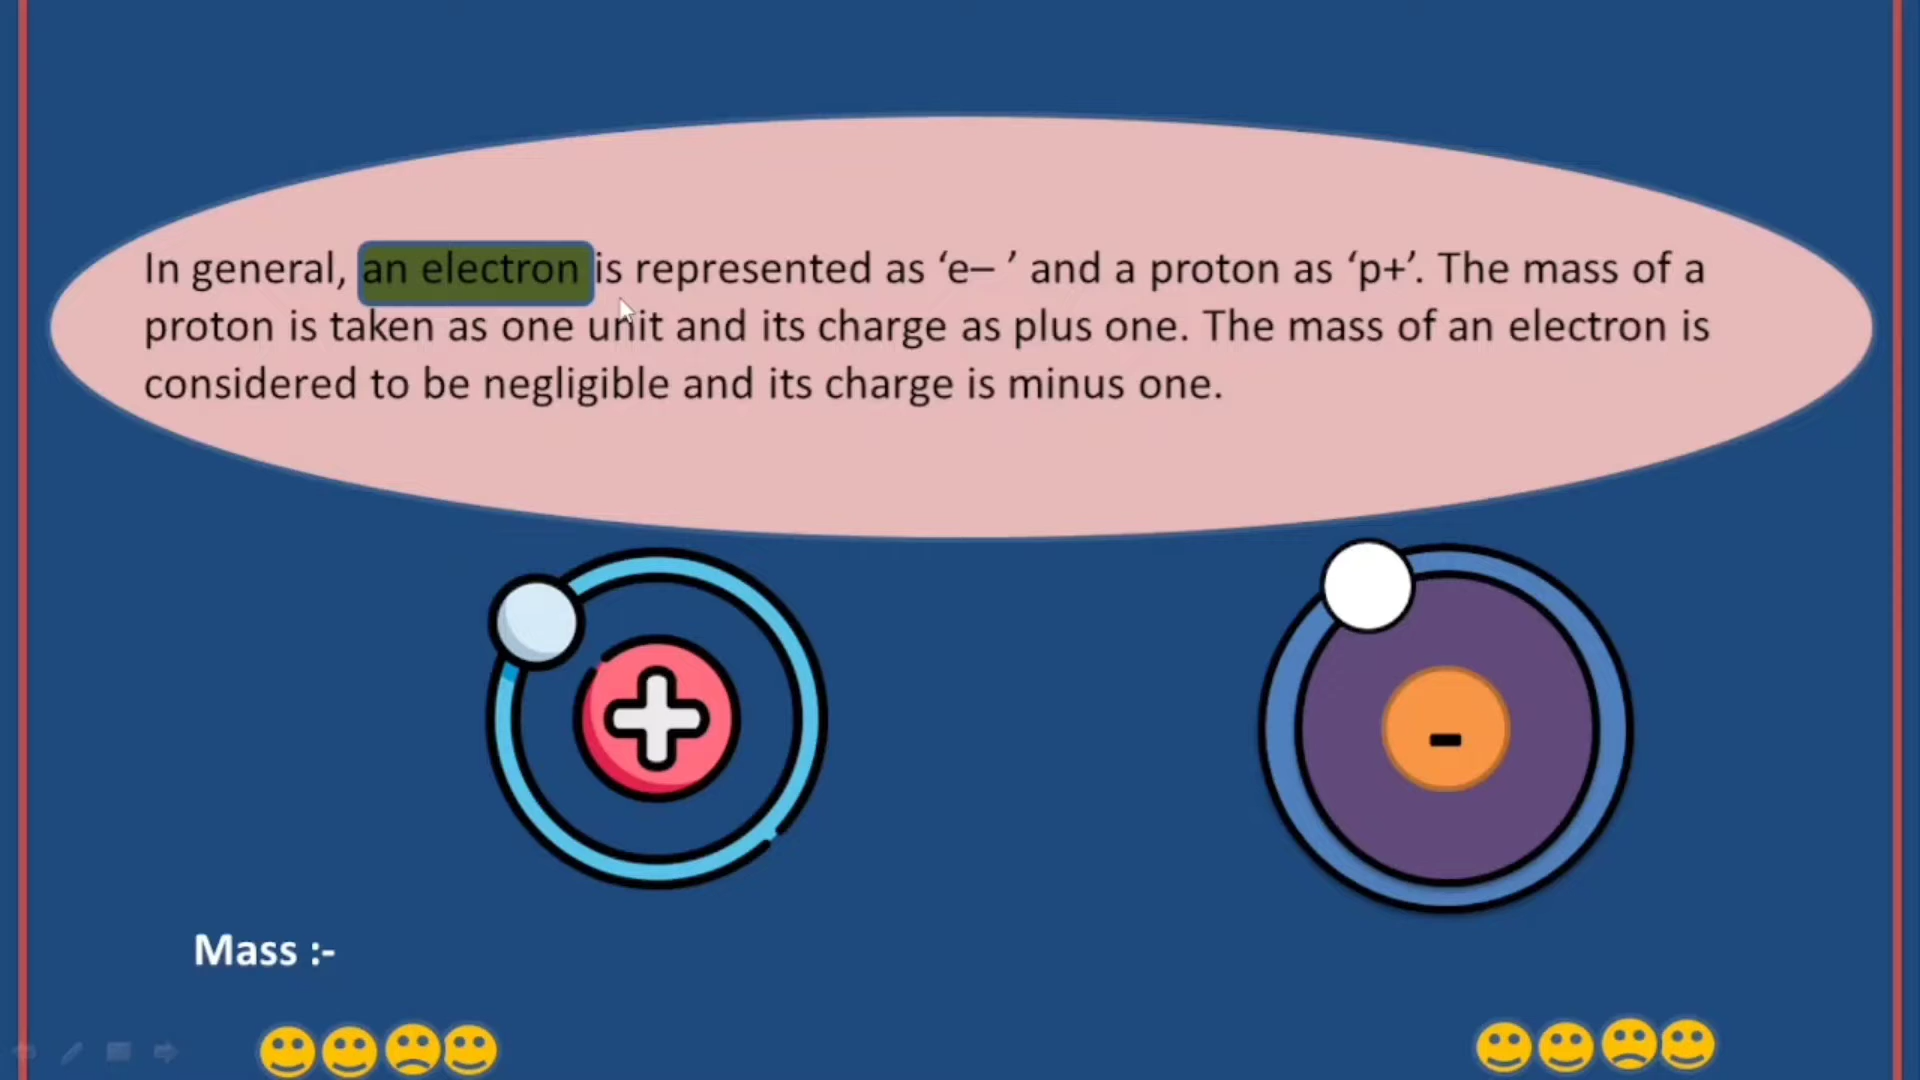 In general, an electron is represented as ‘e– ’ and a proton as ‘p+’. The mass of a
proton is taken as one unit and its charge as plus one. The mass of an electron is
considered to be negligible and its charge is minus one.
-
Mass :-